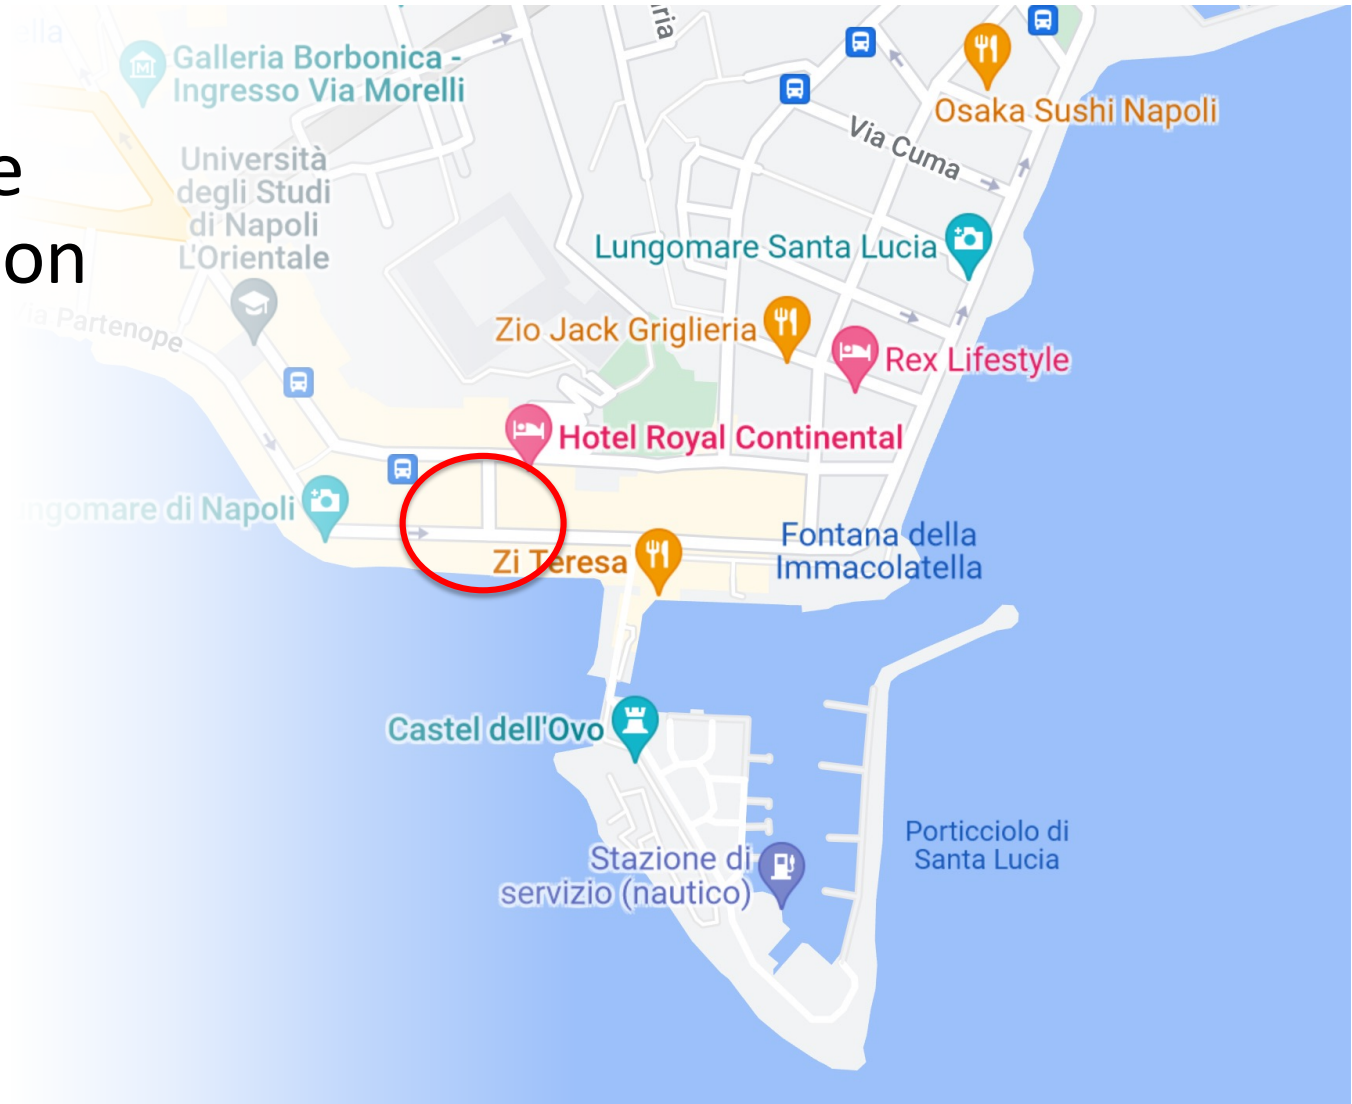 Galleria Borbonica -
Ingresso Via Morelli
Osaka Sushi Napoli
Via Cuma
e
on
Università
degli Studi
di Napoli
L'Orientale
Lungomare Santa Lucia
Partenope
Zio Jack Griglieria
Rex Lifestyle
Hotel Royal Continental
ngomare di Napoli
Zi Teresa
Fontana della
Immacolatella
Castel dell'Ovo
Porticciolo di
Santa Lucia
Stazione di
servizio (nautico)